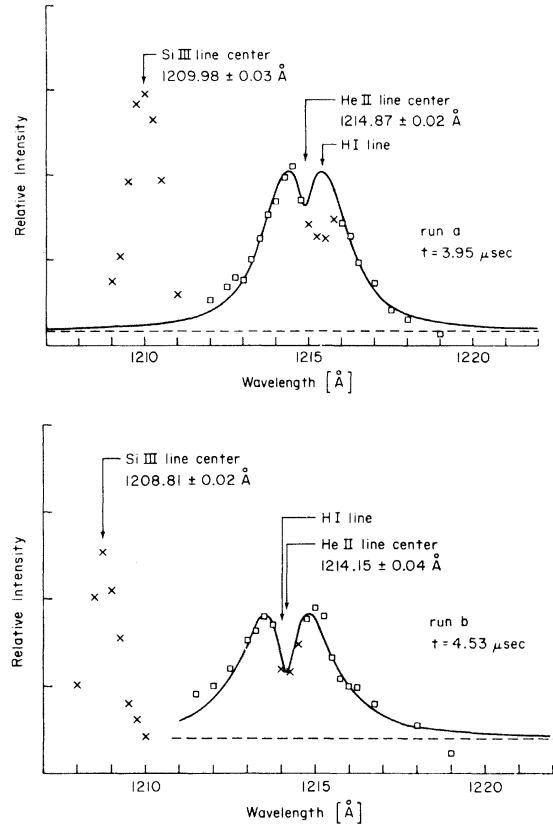 Si III line center
1209.98 ± 0.03 Å
He II line center
1214.87 ± 0.02 Å
H I line
Relative Intensity
run a
t = 3.95 μsec
1210
1215
1220
Wavelength [Å]
Si III line center
1208.81 ± 0.02 Å
H I line
He II line center
1214.15 ± 0.04 Å
Relative Intensity
run b
t = 4.53 μsec
1210
1215
1220
Wavelength [Å]